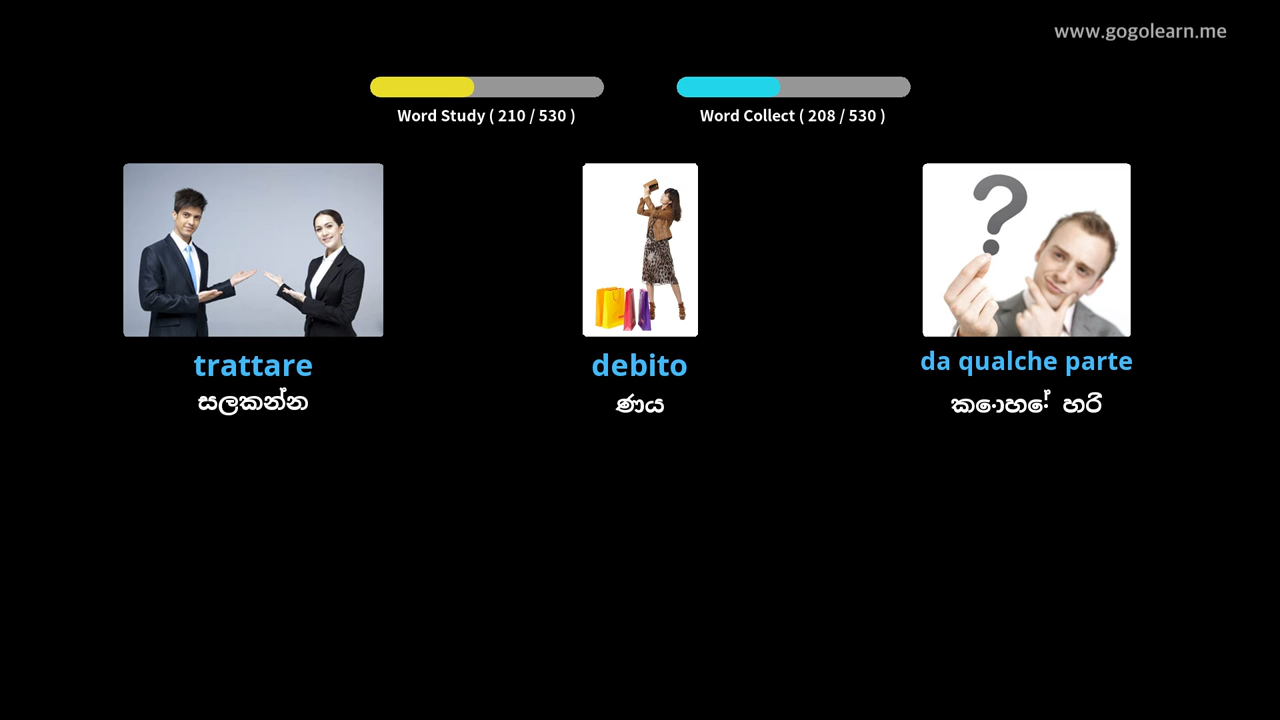 www.gogolearn.me
Word Study ( 210 / 530 )
Word Collect ( 208 / 530 )
trattare
debito
da qualche parte
සලකන්න
ණය
කොහේ හරි